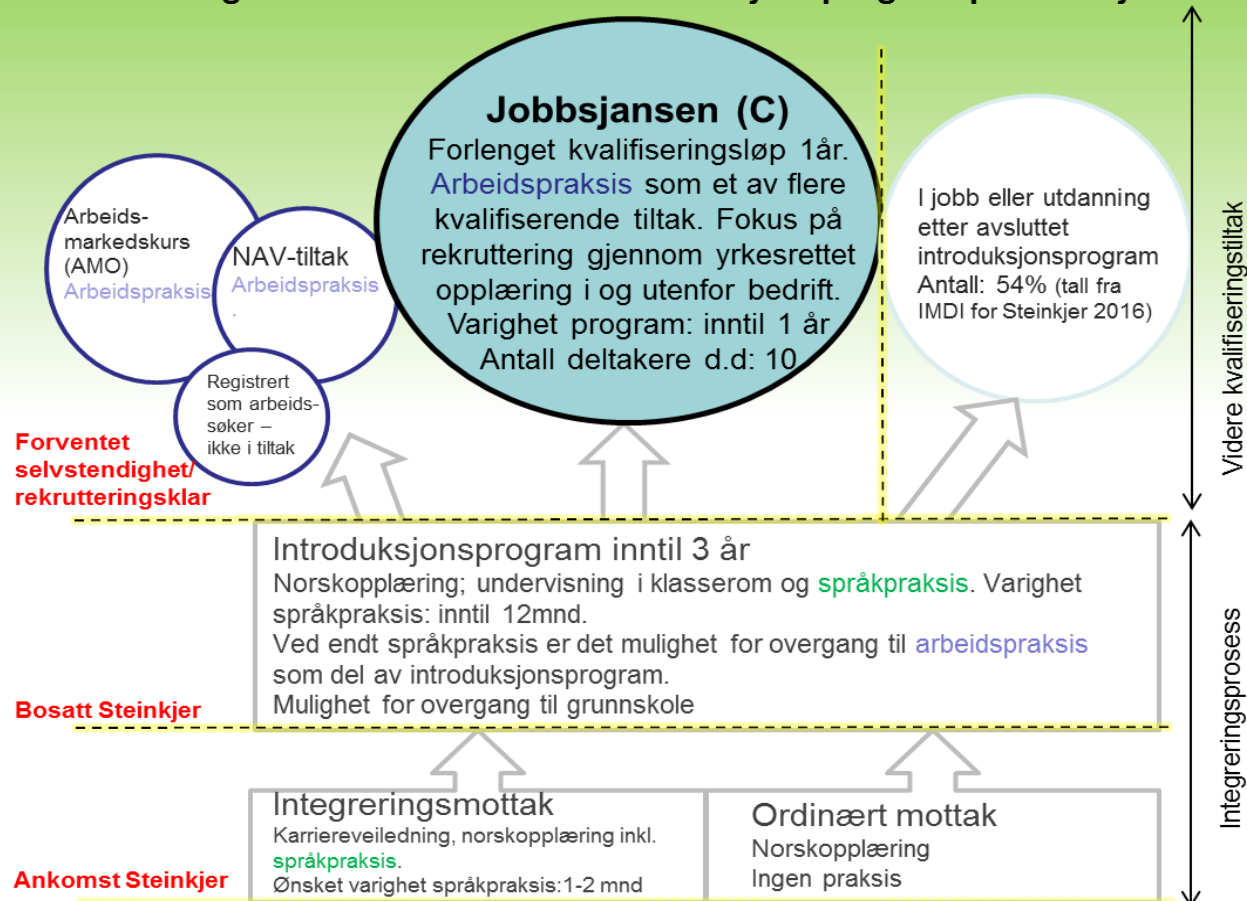 Jobbsjansen (C)
Forlenget kvalifiseringsløp 1år.
Arbeidspraksis som et av flere
kvalifiserende tiltak. Fokus på
rekruttering gjennom yrkesrettet
opplæring i og utenfor bedrift.
Varighet program: inntil 1 år
Antall deltakere d.d: 10
Arbeids-
markedskurs
(AMO)
Arbeidspraksis
NAV-tiltak
Arbeidspraksis
.
Registrert
som arbeids-
søker –
ikke i tiltak
I jobb eller utdanning
etter avsluttet
introduksjonsprogram
Antall: 54% (tall fra
IMDI for Steinkjer 2016)
Videre kvalifiseringstiltak
Forventet
selvstendighet/
rekrutteringsklar
Introduksjonsprogram inntil 3 år
Norskopplæring; undervisning i klasserom og språkpraksis. Varighet
språkpraksis: inntil 12mnd.
Ved endt språkpraksis er det mulighet for overgang til arbeidspraksis
som del av introduksjonsprogram.
Mulighet for overgang til grunnskole
Bosatt Steinkjer
Integreringsprosess
Integreringsmottak
Karriereveiledning, norskopplæring inkl.
språkpraksis.
Ønsket varighet språkpraksis:1-2 mnd
Ordinært mottak
Norskopplæring
Ingen praksis
Ankomst Steinkjer